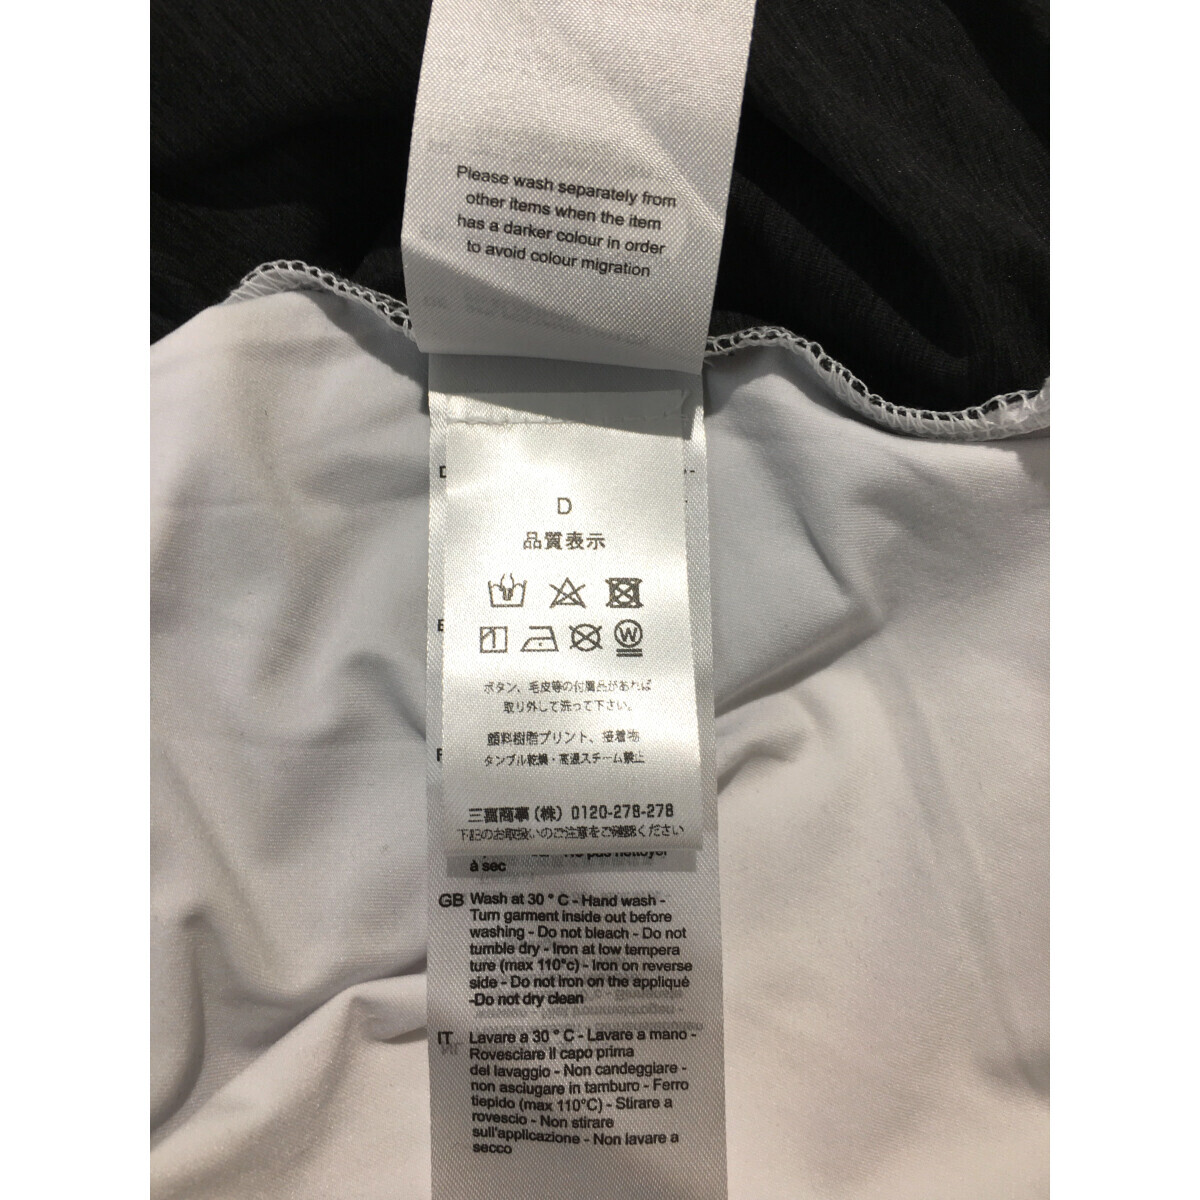 Please wash separately from
other items when the item
has a darker colour in order
to avoid colour migration
D
品質表示
W
ボタン、毛皮等の付属品があれば
取り外して洗って下さい。
顔料樹脂プリント、接着物
タンブル乾燥・高温スチーム禁止
三喜商事(株) 0120-278-278
下記のお取扱いのご注意をご確認ください
pas nettoyer
à sec
GB Wash at 30 ° C - Hand wash -
Turn garment inside out before
washing - Do not bleach - Do not
tumble dry - Iron at low tempera
ture (max 110°c) - Iron on reverse
side - Do not iron on the appliqué
-Do not dry clean
IT Lavare a 30 ° C - Lavare a mano -
Rovesciare il capo prima
del lavaggio - Non candeggiare -
non asciugare in tamburo - Ferro
tiepido (max 110°C) - Stirare a
rovescio - Non stirare
sull'applicazione - Non lavare a
secco